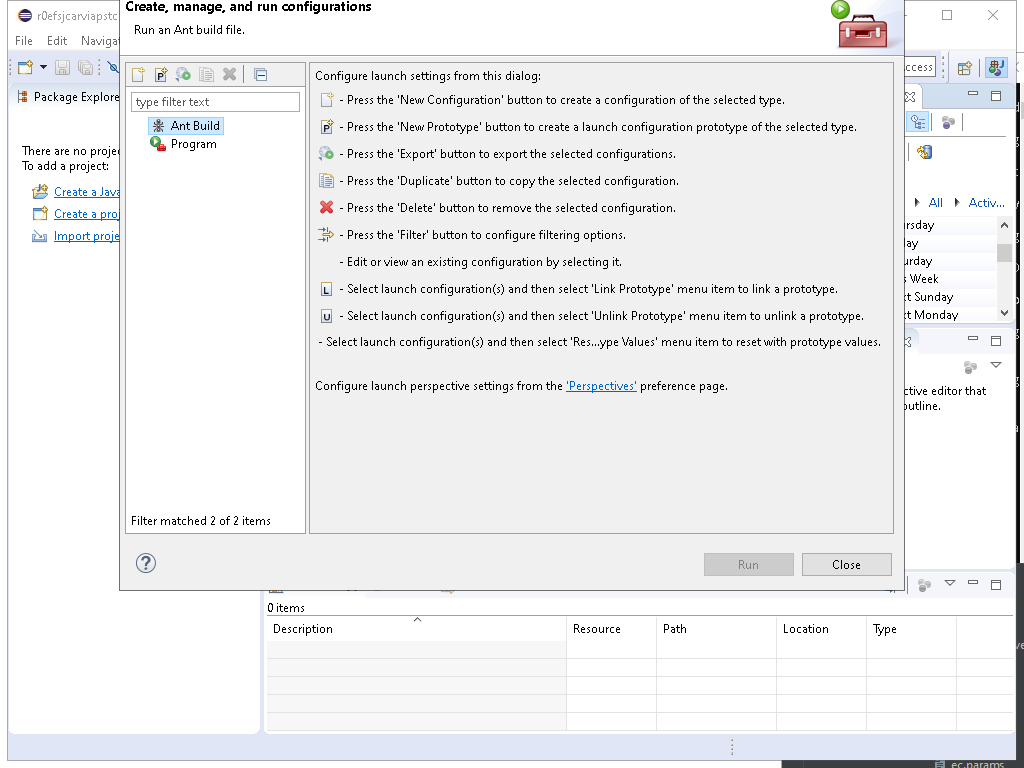 Create, manage, and run configurations
r0efsjcarviapstc
Run an Ant build file.
File Edit Navigat
ccess
Package Explore
type filter text
Ant Build
Program
There are no projec
To add a project:
Create a Java
Create a proj
Import proje
Filter matched 2 of 2 items
Configure launch settings from this dialog:
- Press the 'New Configuration' button to create a configuration of the selected type.
- Press the 'New Prototype' button to create a launch configuration prototype of the selected type.
- Press the 'Export' button to export the selected configurations.
- Press the 'Duplicate' button to copy the selected configuration.
- Press the 'Delete' button to remove the selected configuration.
- Press the 'Filter' button to configure filtering options.
- Edit or view an existing configuration by selecting it.
L - Select launch configuration(s) and then select 'Link Prototype' menu item to link a prototype.
U - Select launch configuration(s) and then select 'Unlink Prototype' menu item to unlink a prototype.
- Select launch configuration(s) and then select 'Res...ype Values' menu item to reset with prototype values.
Configure launch perspective settings from the 'Perspectives' preference page.
All Activ...
rsday
ay
urday
s Week
xt Sunday
xt Monday
ctive editor that
outline.
Run Close
0 items
Description Resource Path Location Type
ec.params